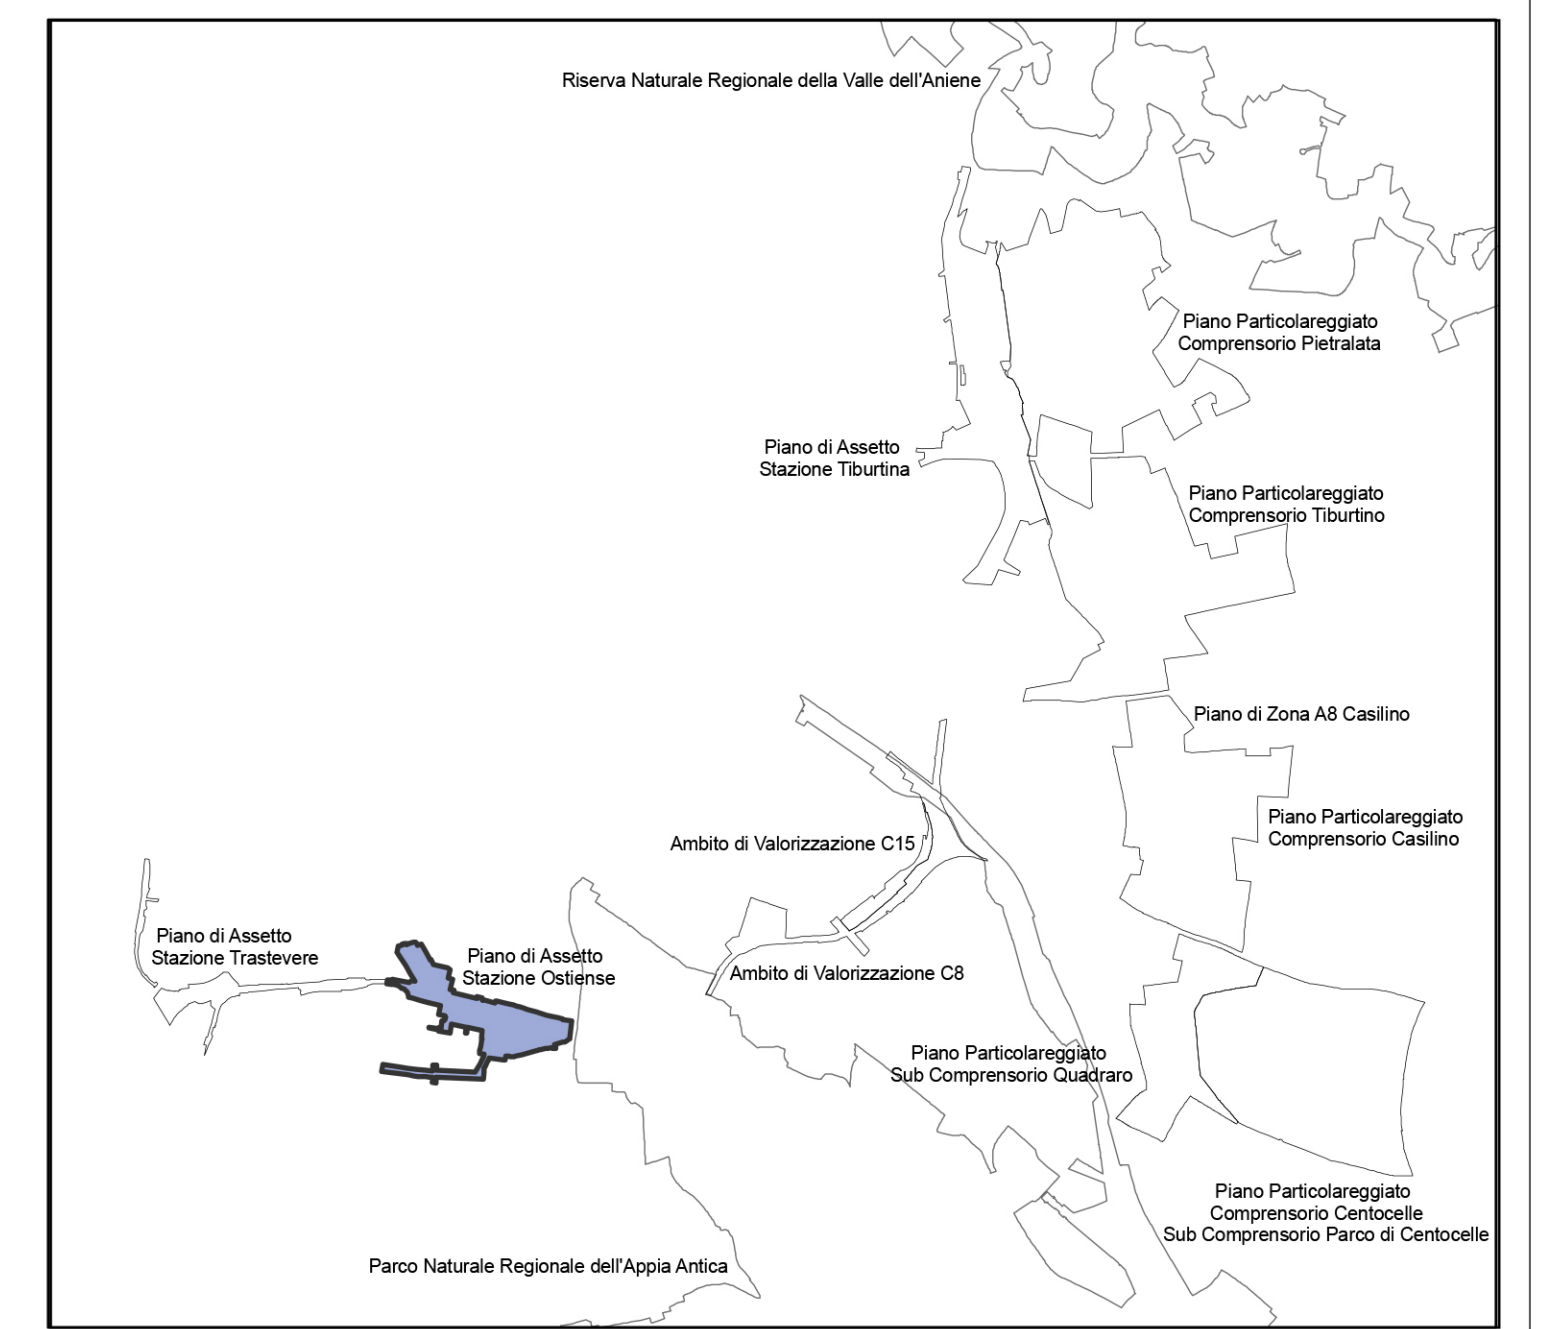 Riserva Naturale Regionale della Valle dell'Aniene
Piano Particolareggiato
Comprensorio Pietralata
Piano di Assetto
Stazione Tiburtina
Piano Particolareggiato
Comprensorio Tiburtino
Piano di Zona A8 Casilino
Piano Particolareggiato
Comprensorio Casilino
Ambito di Valorizzazione C15
Piano di Assetto
Stazione Trastevere
Piano di Assetto
Stazione Ostiense
Ambito di Valorizzazione C8
Piano Particolareggiato
Sub Comprensorio Quadraro
Piano Particolareggiato
Comprensorio Centocelle
Sub Comprensorio Parco di Centocelle
Parco Naturale Regionale dell'Appia Antica